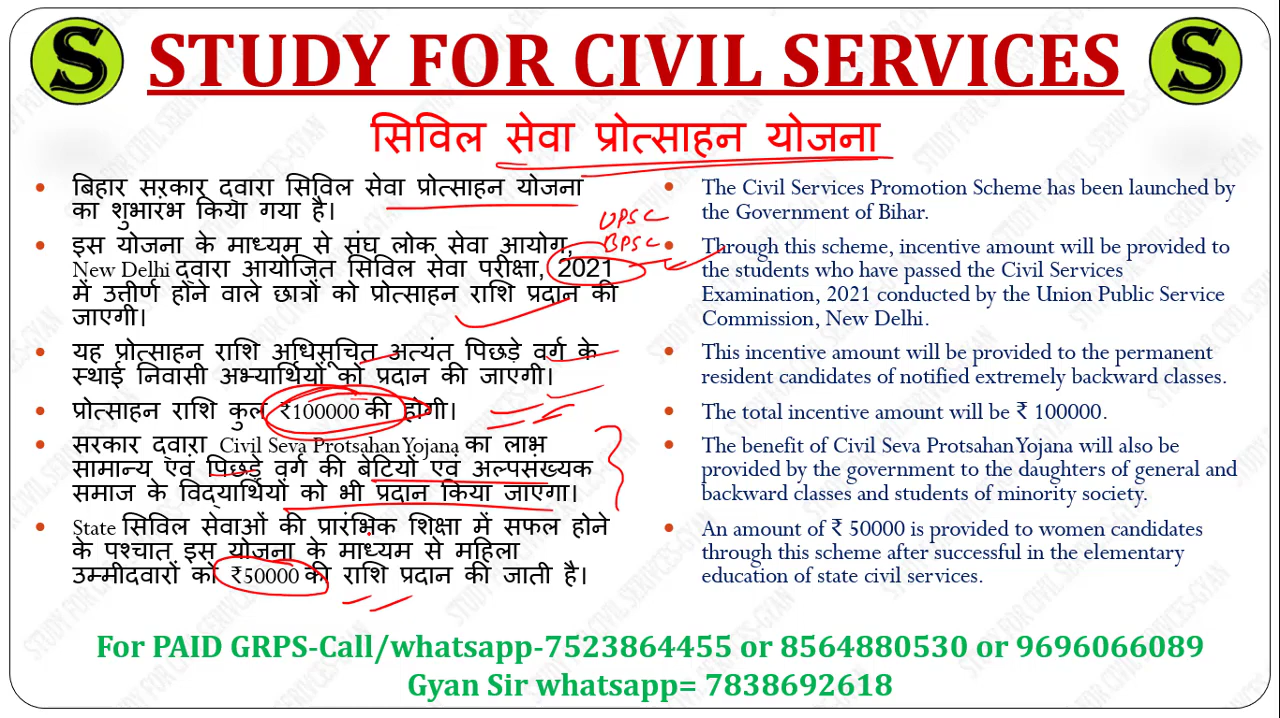 S STUDY FOR CIVIL SERVICES S
सिविल सेवा प्रोत्साहन योजना
• बिहार सरकार द्वारा सिविल सेवा प्रोत्साहन योजना
का शुभारंभ किया गया है।
UPSC
BPSC
• इस योजना के माध्यम से संघ लोक सेवा आयोग,
New Delhi द्वारा आयोजित सिविल सेवा परीक्षा, 2021
में उत्तीर्ण होने वाले छात्रों को प्रोत्साहन राशि प्रदान की
जाएगी।
• यह प्रोत्साहन राशि अधिसूचित अत्यंत पिछड़े वर्ग के
स्थाई निवासी अभ्यार्थियों को प्रदान की जाएगी।
• प्रोत्साहन राशि कुल ₹100000 की होगी।
• सरकार द्वारा Civil Seva Protsahan Yojana का लाभ
सामान्य एवं पिछड़े वर्ग की बेटियों एवं अल्पसंख्यक
समाज के विद्यार्थियों को भी प्रदान किया जाएगा।
• State सिविल सेवाओं की प्रारंभिक शिक्षा में सफल होने
के पश्चात इस योजना के माध्यम से महिला
उम्मीदवारों को ₹50000 की राशि प्रदान की जाती है।
• The Civil Services Promotion Scheme has been launched by
the Government of Bihar.
• Through this scheme, incentive amount will be provided to
the students who have passed the Civil Services
Examination, 2021 conducted by the Union Public Service
Commission, New Delhi.
• This incentive amount will be provided to the permanent
resident candidates of notified extremely backward classes.
• The total incentive amount will be ₹ 100000.
• The benefit of Civil Seva Protsahan Yojana will also be
provided by the government to the daughters of general and
backward classes and students of minority society.
• An amount of ₹ 50000 is provided to women candidates
through this scheme after successful in the elementary
education of state civil services.
For PAID GRPS-Call/whatsapp-7523864455 or 8564880530 or 9696066089
Gyan Sir whatsapp= 7838692618